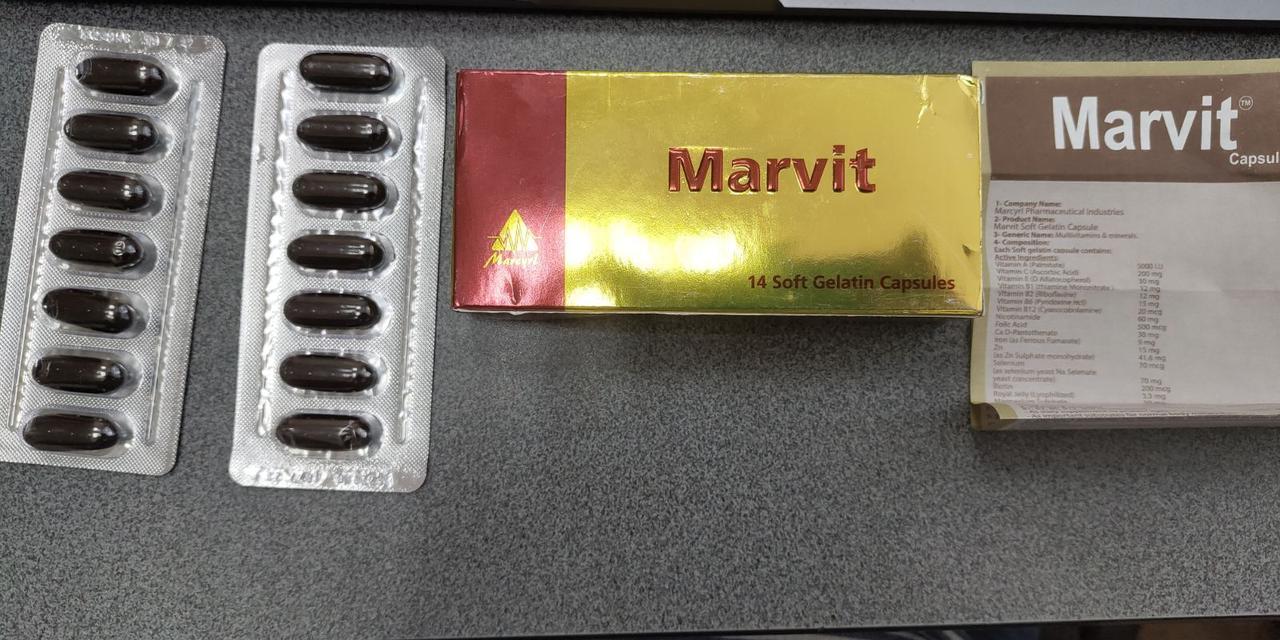 Marvit
Marcyrl
14 Soft Gelatin Capsules
Marvit™
Capsul
1- Company Name:
Marcyrl Pharmaceutical Industries
2- Product Name:
Marvit Soft Gelatin Capsule
3- Generic Name: Multivitamins & minerals.
4- Composition:
Each Soft gelatin capsule contains:
Active Ingredients:
Vitamin A (Palmitate) 5000 I.U
Vitamin C (Ascorbic Acid) 200 mg
Vitamin E (D Alfatocopherol) 10 mg
Vitamin B1 (thiamine Mononitrate) 12 mg
Vitamin B2 (Riboflavine) 12 mg
Vitamin B6 (Pyridoxine Hcl) 15 mg
Vitamin B12 (Cyanocobolamine) 20 mcg
Nicotinamide 60 mg
Folic Acid 500 mcg
Ca D-Pantothenate 30 mg
Iron (as Ferrous Fumarate) 9 mg
Zn 15 mg
(as Zn Sulphate monohydrate) 41.6 mg
Selenium 70 mcg
(as selenium yeast Na Selenate
yeast concentrate) 70 mg
Biotin 200 mcg
Royal Jelly (Lyophilised) 3.3 mg